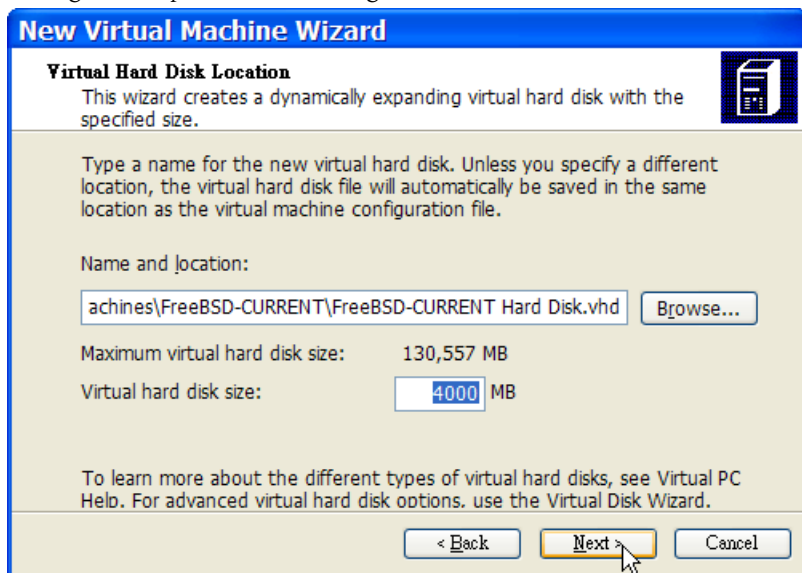 New Virtual Machine Wizard
Virtual Hard Disk Location
This wizard creates a dynamically expanding virtual hard disk with the
specified size.
Type a name for the new virtual hard disk. Unless you specify a different
location, the virtual hard disk file will automatically be saved in the same
location as the virtual machine configuration file.
Name and location:
achines\FreeBSD-CURRENT\FreeBSD-CURRENT Hard Disk.vhd Browse...
Maximum virtual hard disk size: 130,557 MB
Virtual hard disk size: 4000 MB
To learn more about the different types of virtual hard disks, see Virtual PC
Help. For advanced virtual hard disk options, use the Virtual Disk Wizard.
< Back Next > Cancel